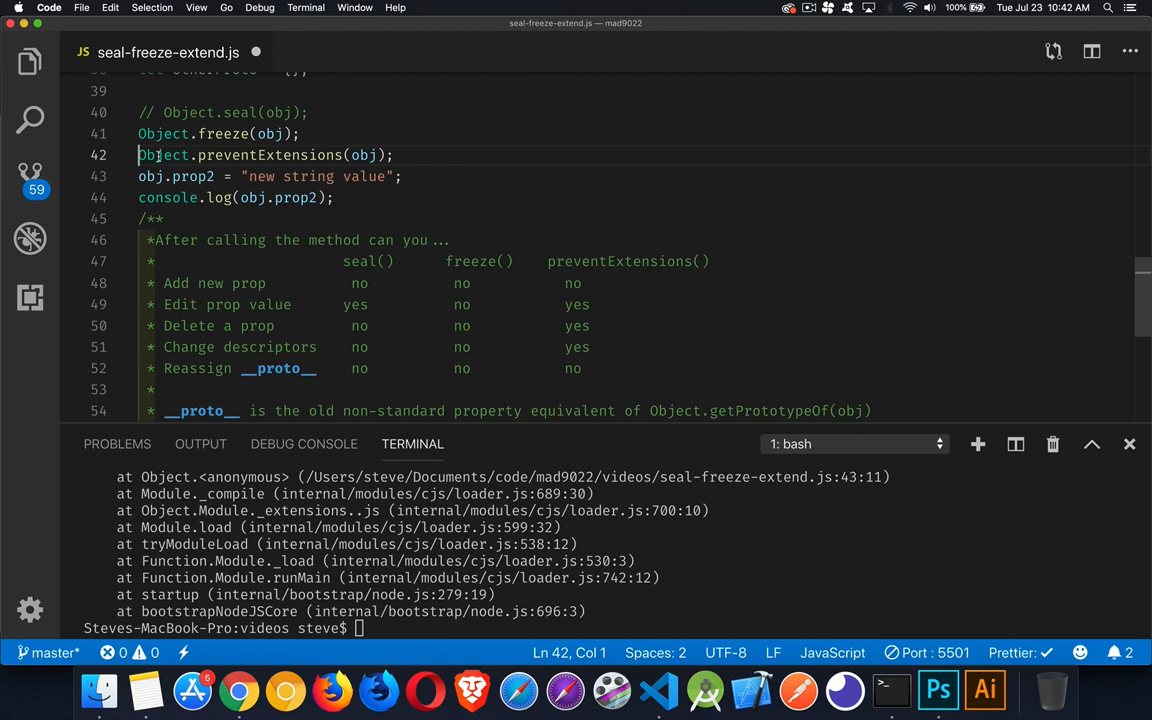 Code File Edit Selection View Go Debug Terminal Window Help 100% Tue Jul 23 10:42 AM
seal-freeze-extend.js — mad9022
JS seal-freeze-extend.js
39
40 // Object.seal(obj);
41 Object.freeze(obj);
42 Object.preventExtensions(obj);
43 obj.prop2 = "new string value";
44 console.log(obj.prop2);
45 /**
46 *After calling the method can you...
47 * seal() freeze() preventExtensions()
48 * Add new prop no no no
49 * Edit prop value yes no yes
50 * Delete a prop no no yes
51 * Change descriptors no no yes
52 * Reassign __proto__ no no no
53 *
54 * __proto__ is the old non-standard property equivalent of Object.getPrototypeOf(obj)
59
PROBLEMS OUTPUT DEBUG CONSOLE TERMINAL 1: bash
at Object.<anonymous> (/Users/steve/Documents/code/mad9022/videos/seal-freeze-extend.js:43:11)
at Module._compile (internal/modules/cjs/loader.js:689:30)
at Object.Module._extensions..js (internal/modules/cjs/loader.js:700:10)
at Module.load (internal/modules/cjs/loader.js:599:32)
at tryModuleLoad (internal/modules/cjs/loader.js:538:12)
at Function.Module._load (internal/modules/cjs/loader.js:530:3)
at Function.Module.runMain (internal/modules/cjs/loader.js:742:12)
at startup (internal/bootstrap/node.js:279:19)
at bootstrapNodeJSCore (internal/bootstrap/node.js:696:3)
Steves-MacBook-Pro:videos steve$
master* 0 0 Ln 42, Col 1 Spaces: 2 UTF-8 LF JavaScript Port : 5501 Prettier: 2
5
>_
Ps
Ai